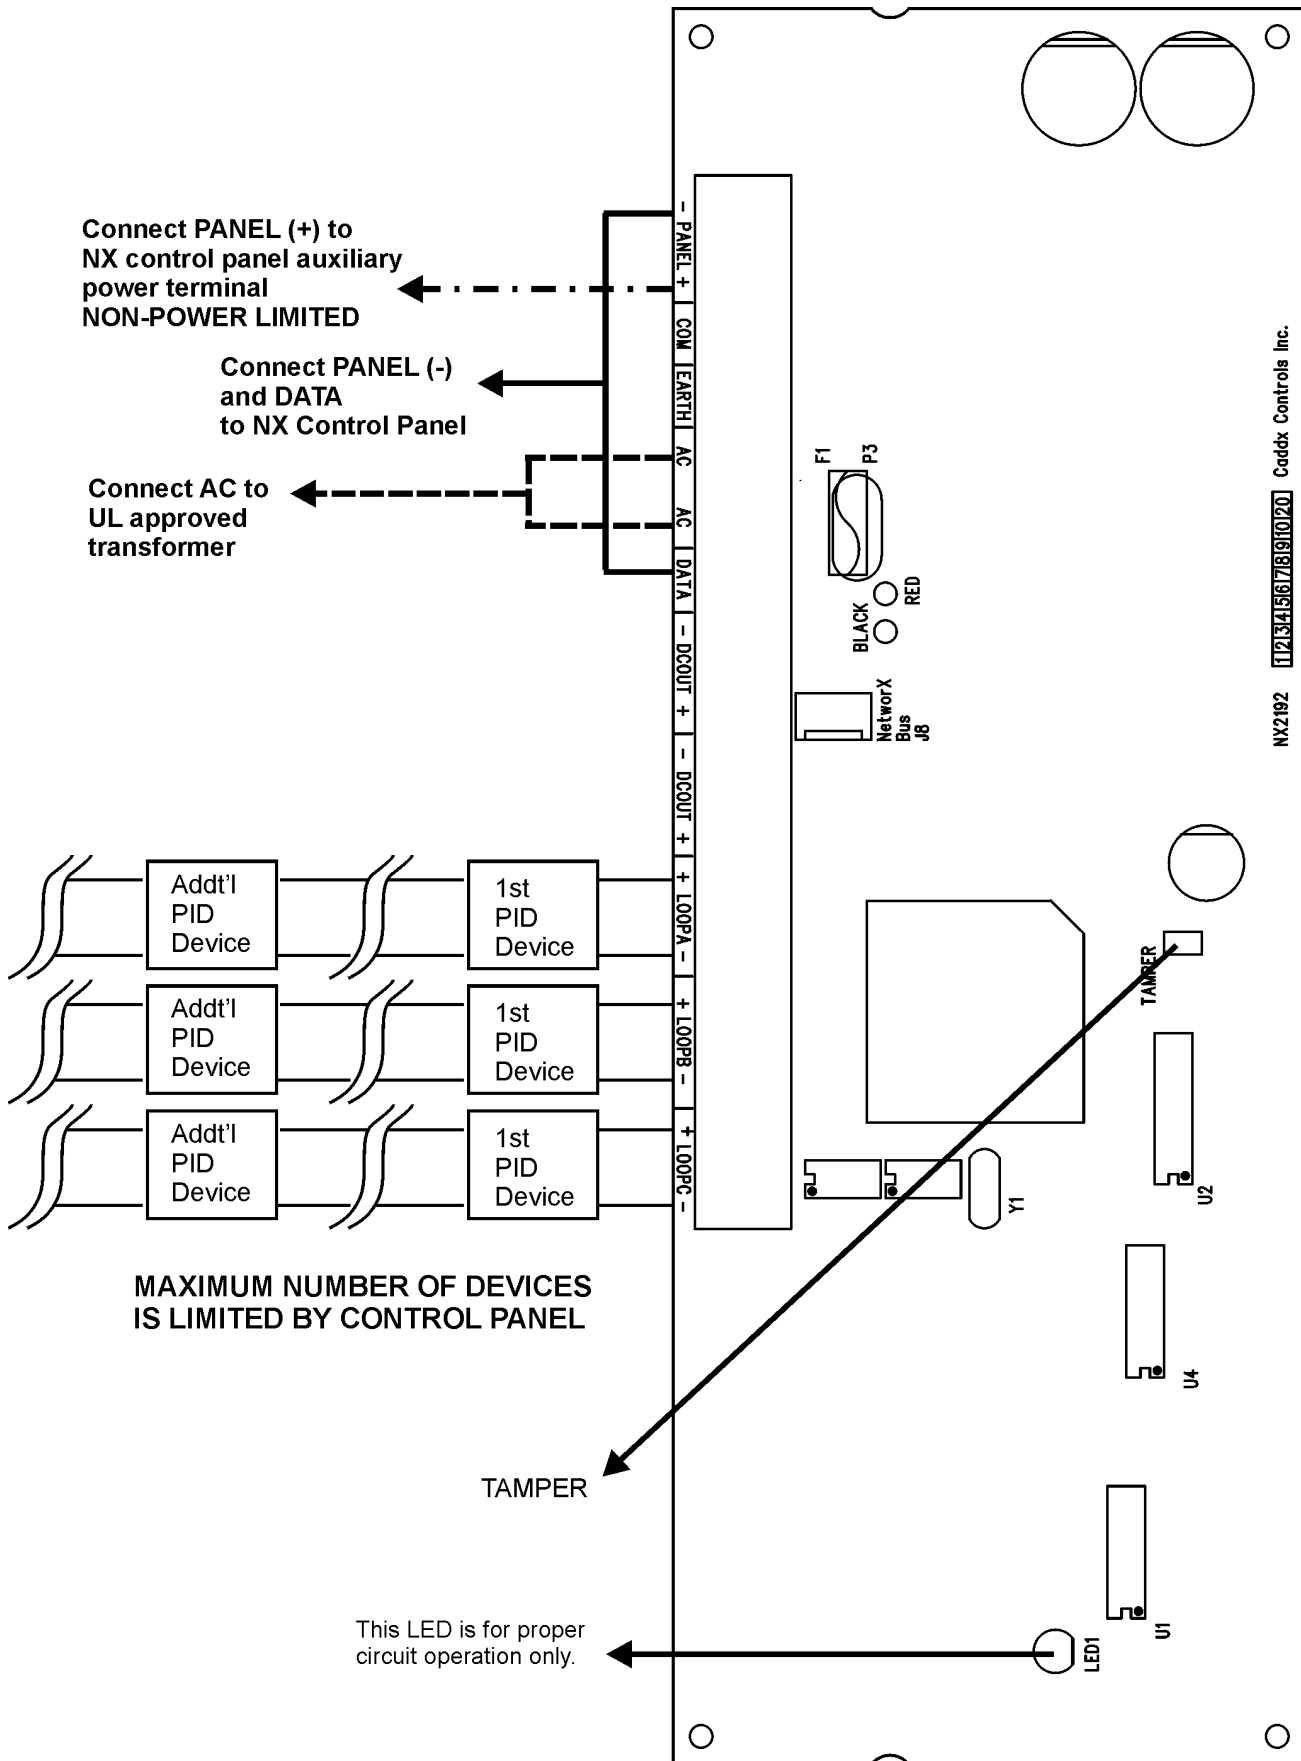 Connect PANEL (+) to
NX control panel auxiliary
power terminal
NON-POWER LIMITED
Connect PANEL (-)
and DATA
to NX Control Panel
Connect AC to
UL approved
transformer
- PANEL +
COM
EARTH
AC
AC
DATA
- DCOUT +
- DCOUT +
+ LOOPA -
+ LOOPB -
+ LOOPC -
F1
P3
RED
BLACK
NetworX
Bus
J8
NX2192 1 2 3 4 5 6 7 8 9 10 20 Caddx Controls Inc.
Addt'l
PID
Device
1st
PID
Device
Addt'l
PID
Device
1st
PID
Device
Addt'l
PID
Device
1st
PID
Device
TAMPER
Y1
U2
U4
U1
LED1
MAXIMUM NUMBER OF DEVICES
IS LIMITED BY CONTROL PANEL
TAMPER
This LED is for proper
circuit operation only.